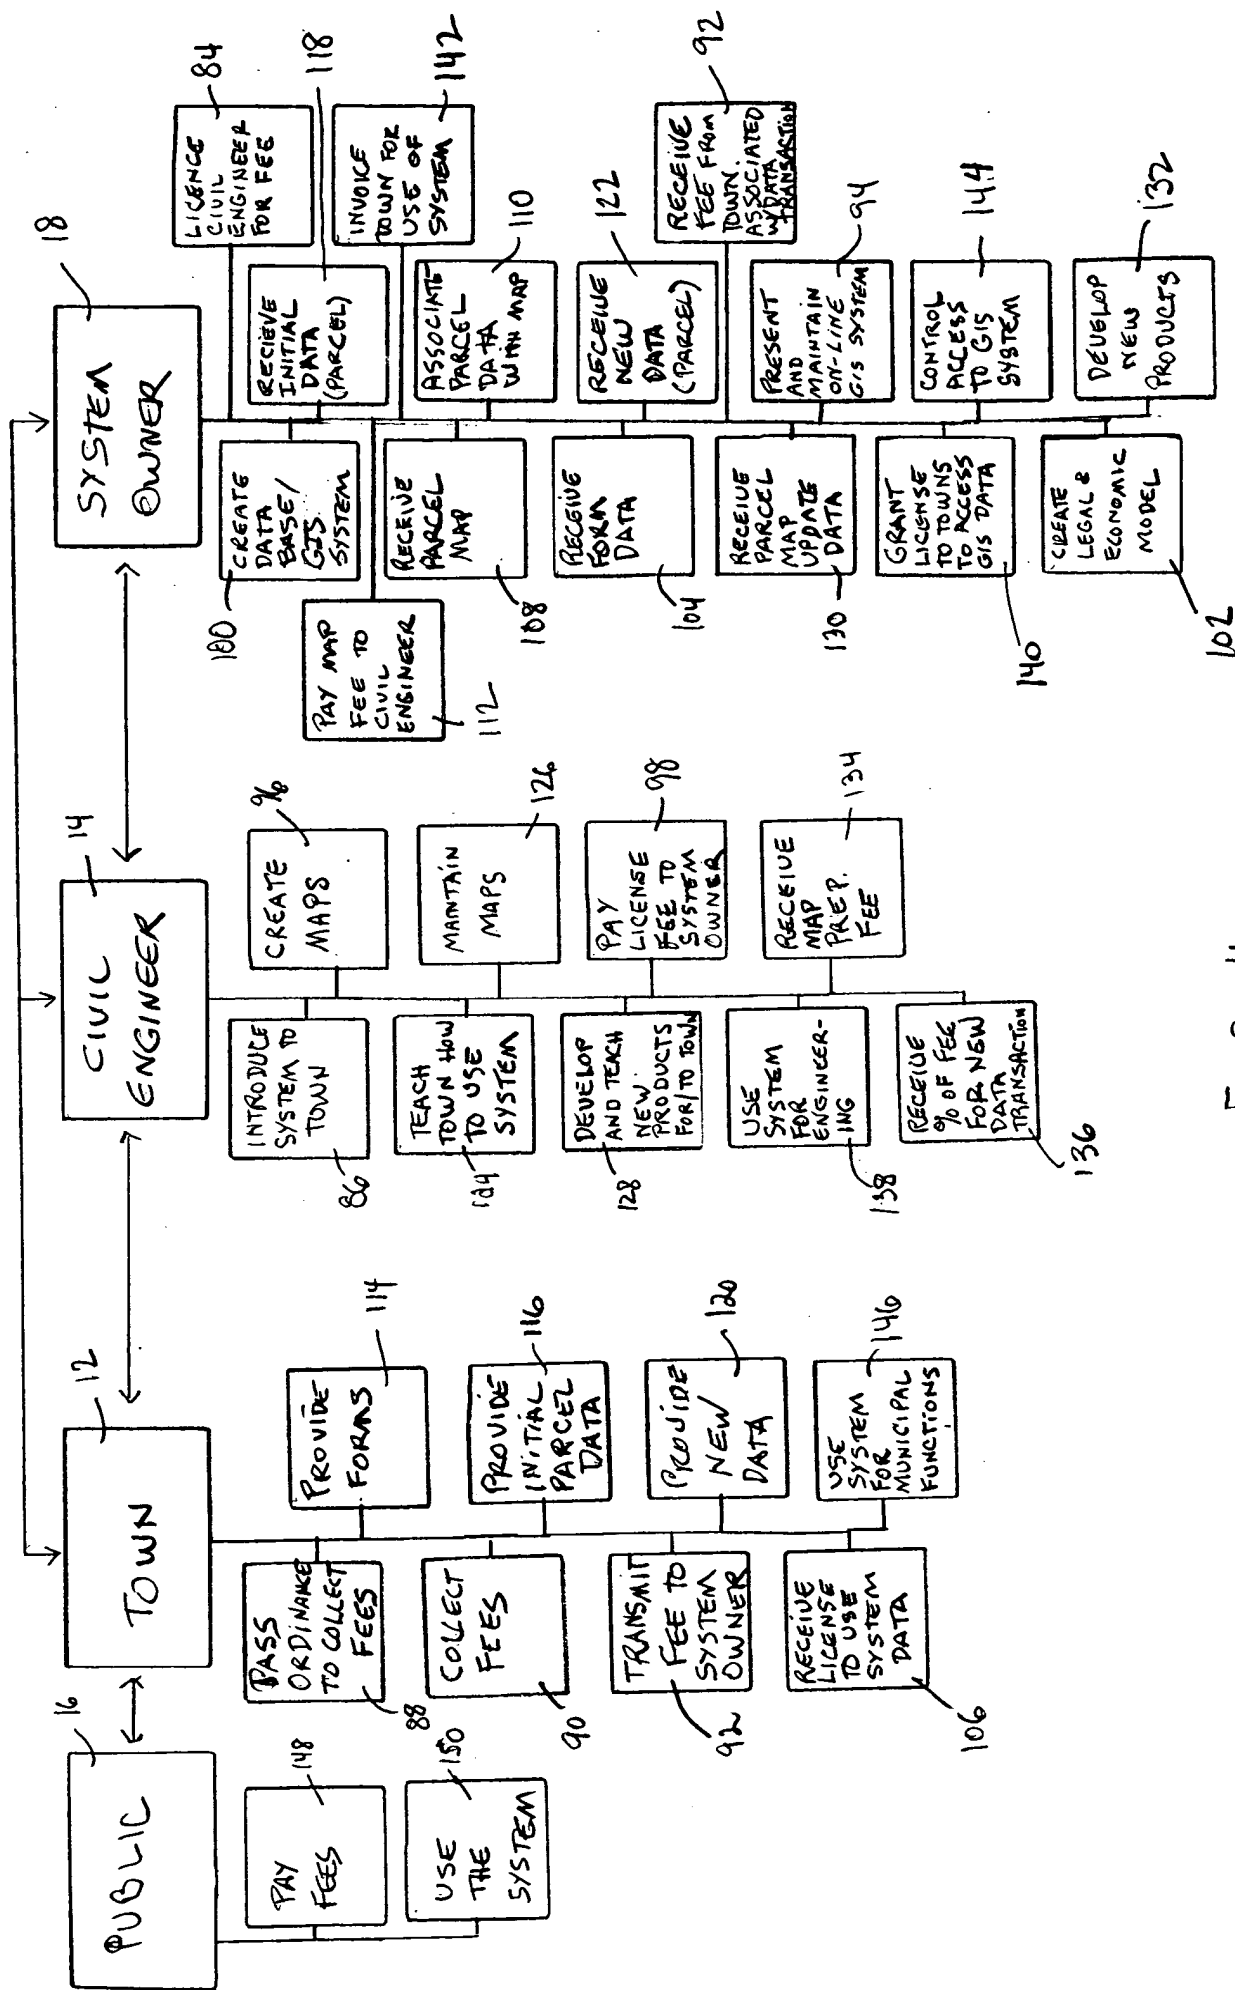 16
PUBLIC
148
PAY
FEES
150
USE
THE
SYSTEM
12
TOWN
PASS
ORDINANCE
TO COLLECT
FEES
88
114
PROVIDE
FORMS
COLLECT
FEES
90
116
PROVIDE
INITIAL
PARCEL
DATA
TRANSMIT
FEE TO
SYSTEM
OWNER
92
120
PROVIDE
NEW
DATA
RECEIVE
LICENSE
TO USE
SYSTEM
DATA
106
146
USE
SYSTEM
FOR
MUNICIPAL
FUNCTIONS
14
CIVIL
ENGINEER
INTRODUCE
SYSTEM TO
TOWN
86
96
CREATE
MAPS
TEACH
TOWN HOW
TO USE
SYSTEM
124
126
MAINTAIN
MAPS
DEVELOP
AND TEACH
NEW
PRODUCTS
FOR/TO TOWN
128
98
PAY
LICENSE
FEE TO
SYSTEM
OWNER
USE
SYSTEM
FOR
ENGINEER-
ING
138
134
RECEIVE
MAP
PREP.
FEE
RECEIVE
% OF FEE
FOR NEW
DATA
TRANSACTION
136
18
SYSTEM
OWNER
84
LICENCE
CIVIL
ENGINEER
FOR FEE
100
CREATE
DATA
BASE/
GIS
SYSTEM
118
RECIEVE
INITIAL
DATA
(PARCEL)
PAY MAP
FEE TO
CIVIL
ENGINEER
112
INVOICE
TOWN FOR
USE OF
SYSTEM
142
RECEIVE
PARCEL
MAP
108
ASSOCIATE
PARCEL
DATA
WITH MAP
110
RECEIVE
FORM
DATA
104
RECEIVE
NEW
DATA
(PARCEL)
122
RECEIVE
FEE FROM
TOWN.
ASSOCIATED
W/DATA
TRANSACTION
92
RECEIVE
PARCEL
MAP
UPDATE
DATA
130
PRESENT
AND
MAINTAIN
ON-LINE
GIS SYSTEM
94
GRANT
LICENSE
TO TOWNS
TO ACCESS
GIS DATA
140
CONTROL
ACCESS
TO GIS
SYSTEM
144
CREATE
LEGAL &
ECONOMIC
MODEL
102
DEVELOP
NEW
PRODUCTS
132